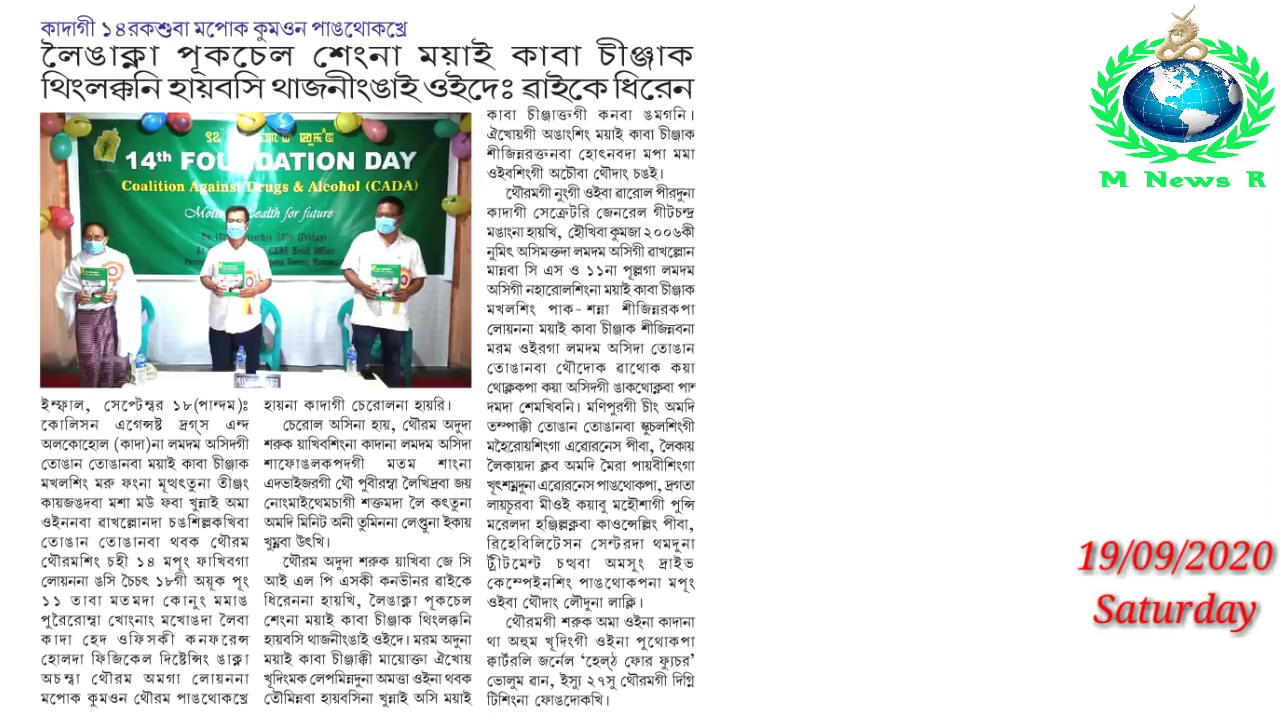 কাদাগী ১৪রকশুবা মপোক কুমওন পাঙথোকখ্রে
লৈঙাক্না পূকচেল শেংনা ময়াই কাবা চীঞ্জাক
থিংলক্কনি হায়বসি থাজনীংঙাই ওইদেঃ ৱাইকে ধিরেন
14th FOUNDATION DAY
Coalition Against Drugs & Alcohol (CADA)
ইম্ফাল, সেপ্টেম্বর ১৮(পান্দম)ঃ
কোলিসন এগেন্সষ্ট দ্রগ্স এন্দ
অলকোহোল (কাদা)না লমদম অসিদগী
তোঙান তোঙানবা ময়াই কাবা চীঞ্জাক
মখলশিং মরু ফংনা মূত্থৎতুনা তীঞ্জং
কায়জঙদবা মশা মউ ফবা খুন্নাই অমা
ওইননবা ৱাখল্লোনদা চঙশিল্লকখিবা
তোঙান তোঙানবা থবক থৌরম
থৌরমশিং চহী ১৪ মপূং ফাখিবগা
লোয়ননা ঙসি চৈচৎ ১৮গী অয়ুক পূং
১১ তাবা মতমদা কোনুং মমাঙ
পুরৈরোম্বা খোংনাং মখোঙদা লৈবা
কাদা হেদ ওফিসকী কনফরেন্স
হোলদা ফিজিকেল দিষ্টেন্সিং ঙাক্না
অচম্বা থৌরম অমগা লোয়ননা
মপোক কুমওন থৌরম পাঙথোকখ্রে
হায়না কাদাগী চেরোলনা হায়রি।
চেরোল অসিনা হায়, থৌরম অদুদা
শরুক য়াখিবশিংনা কাদানা লমদম অসিদা
শাফোঙলকপদগী মতম শাংনা
এদভাইজরগী থৌ পুবীরম্বা লৈখিদ্রবা জয়
নোংমাইথেমচাগী শক্তমদা লৈ কৎতুনা
অমদি মিনিট অনী তুমিননা লেপ্তুনা ইকায়
খুম্নবা উৎখি।
থৌরম অদুদা শরুক য়াখিবা জে সি
আই এল পি এসকী কনভীনর ৱাইকে
ধিরেননা হায়খি, লৈঙাক্না পূকচেল
শেংনা ময়াই কাবা চীঞ্জাক থিংলক্কনি
হায়বসি থাজনীংঙাই ওইদে। মরম অদুনা
ময়াই কাবা চীঞ্জাক্কী মায়োক্তা ঐখোয়
খূদিংমক লেপমিন্নদুনা অমত্তা ওইনা থবক
তৌমিন্নবা হায়বসিনা খুন্নাই অসি ময়াই
কাবা চীঞ্জাক্তগী কনবা ঙমগনি।
ঐখোয়গী অঙাংশিং ময়াই কাবা চীঞ্জাক
শীজিন্নরক্তনবা হোৎনবদা মপা মমা
ওইবশিংগী অচৌবা থৌদাং চঙই।
থৌরমগী নুংগী ওইবা ৱারোল পীরদুনা
কাদাগী সেক্রেটরি জেনরেল গীটচন্দ্র
মঙাংনা হায়খি, হৌখিবা কুমজা ২০০৬কী
নুমিৎ অসিমক্তদা লমদম অসিগী ৱাখল্লোন
মান্নবা সি এস ও ১১না পূল্লগা লমদম
অসিগী নহারোলশিংনা ময়াই কাবা চীঞ্জাক
মখলশিং পাক-শন্না শীজিন্নরকপা
লোয়ননা ময়াই কাবা চীঞ্জাক শীজিন্নবনা
মরম ওইরগা লমদম অসিদা তোঙান
তোঙানবা থৌদোক ৱাথোক কয়া
থোক্লকপা কয়া অসিদগী ঙাকথোক্নবা
দমদা শেমখিবনি। মণিপুরগী চীং অমদি
তম্পাক্কী তোঙান তোঙানবা স্কুচলশিংগী
মহৈরোয়শিংগা এৱোরনেস পীবা, লৈকায়
লৈকায়দা ক্লব অমদি মৈরা পায়বীশিংগা
খূৎশম্নদুনা এৱোরনেস পাঙথোকপা, দ্রগতা
লায়চূরবা মীওই কয়াবু মহৌশাগী পুন্সি
মরেলদা হঞ্জিল্লক্নবা কাওন্সেল্লিং পীবা,
রিহেবিলিটেসন সেন্টরদা থমদুনা
ট্রীটমেন্ট চত্থবা অমসুং দ্রাইভ
কেম্পেইনশিং পাঙথোকপনা মপূং
ওইবা থৌদাং লৌদুনা লাক্লি।
থৌরমগী শরুক অমা ওইনা কাদানা
থা অহুম খূদিংগী ওইনা পুথোকপা
ক্বার্টরলি জর্নেল ‘হেল্থ ফোর ফ্যুচর’
ভোলুম ৱান, ইস্যু ২৭সু থৌরমগী দিগ্নি
টিশিংনা ফোঙদোকখি।
M News R
19/09/2020
Saturday